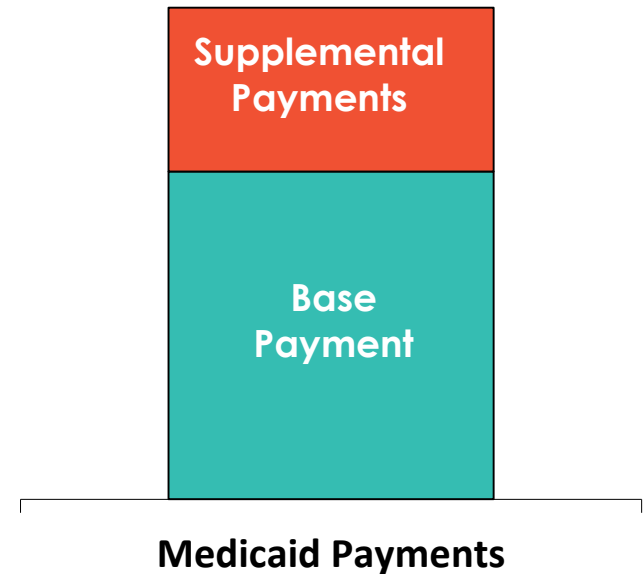 Supplemental
Payments
Base
Payment
Medicaid Payments